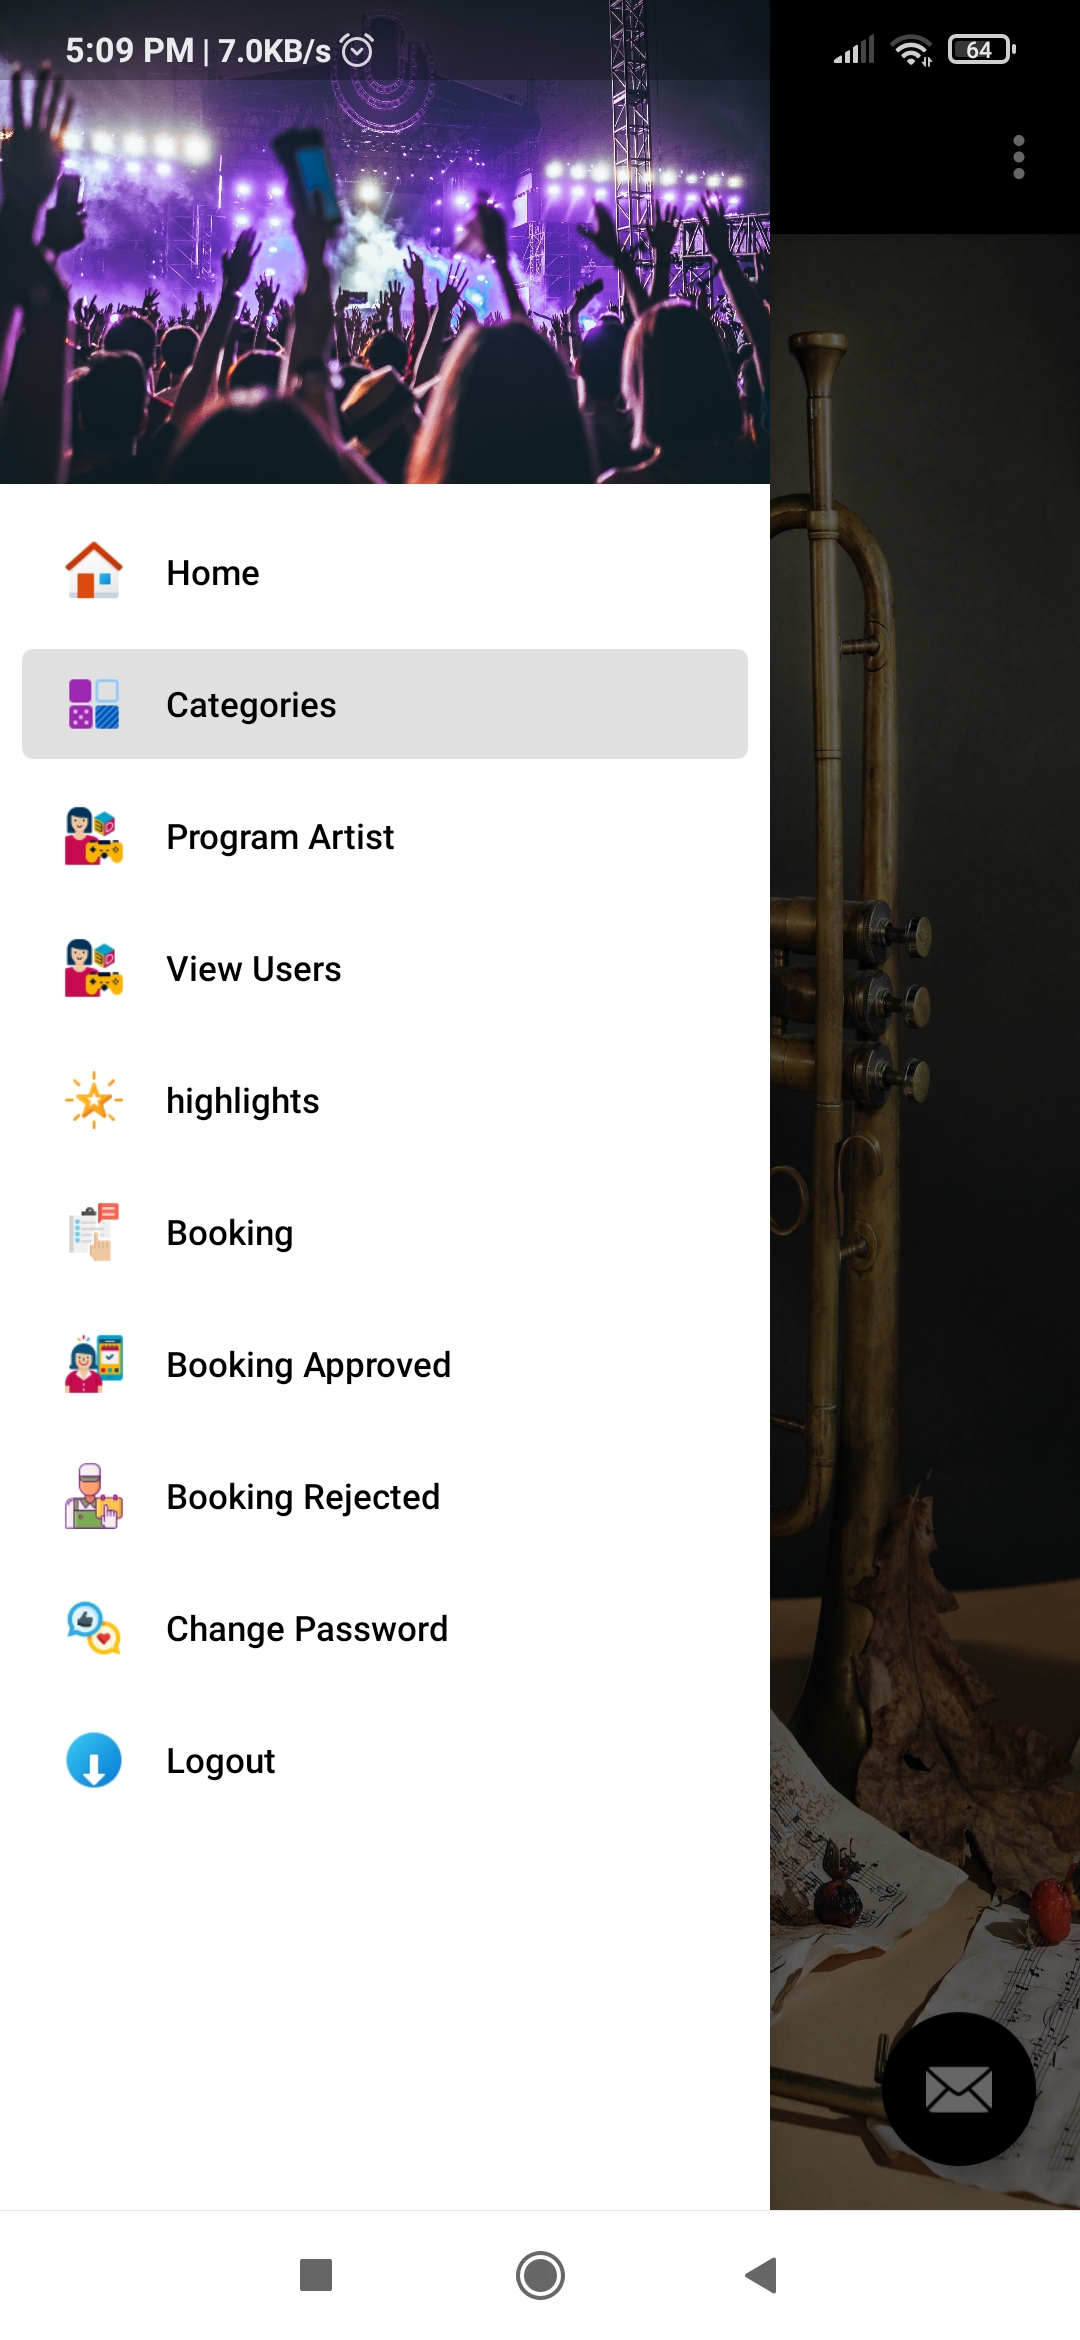 5:09 PM | 7.0KB/s
64
Home
Categories
Program Artist
View Users
highlights
Booking
Booking Approved
Booking Rejected
Change Password
Logout